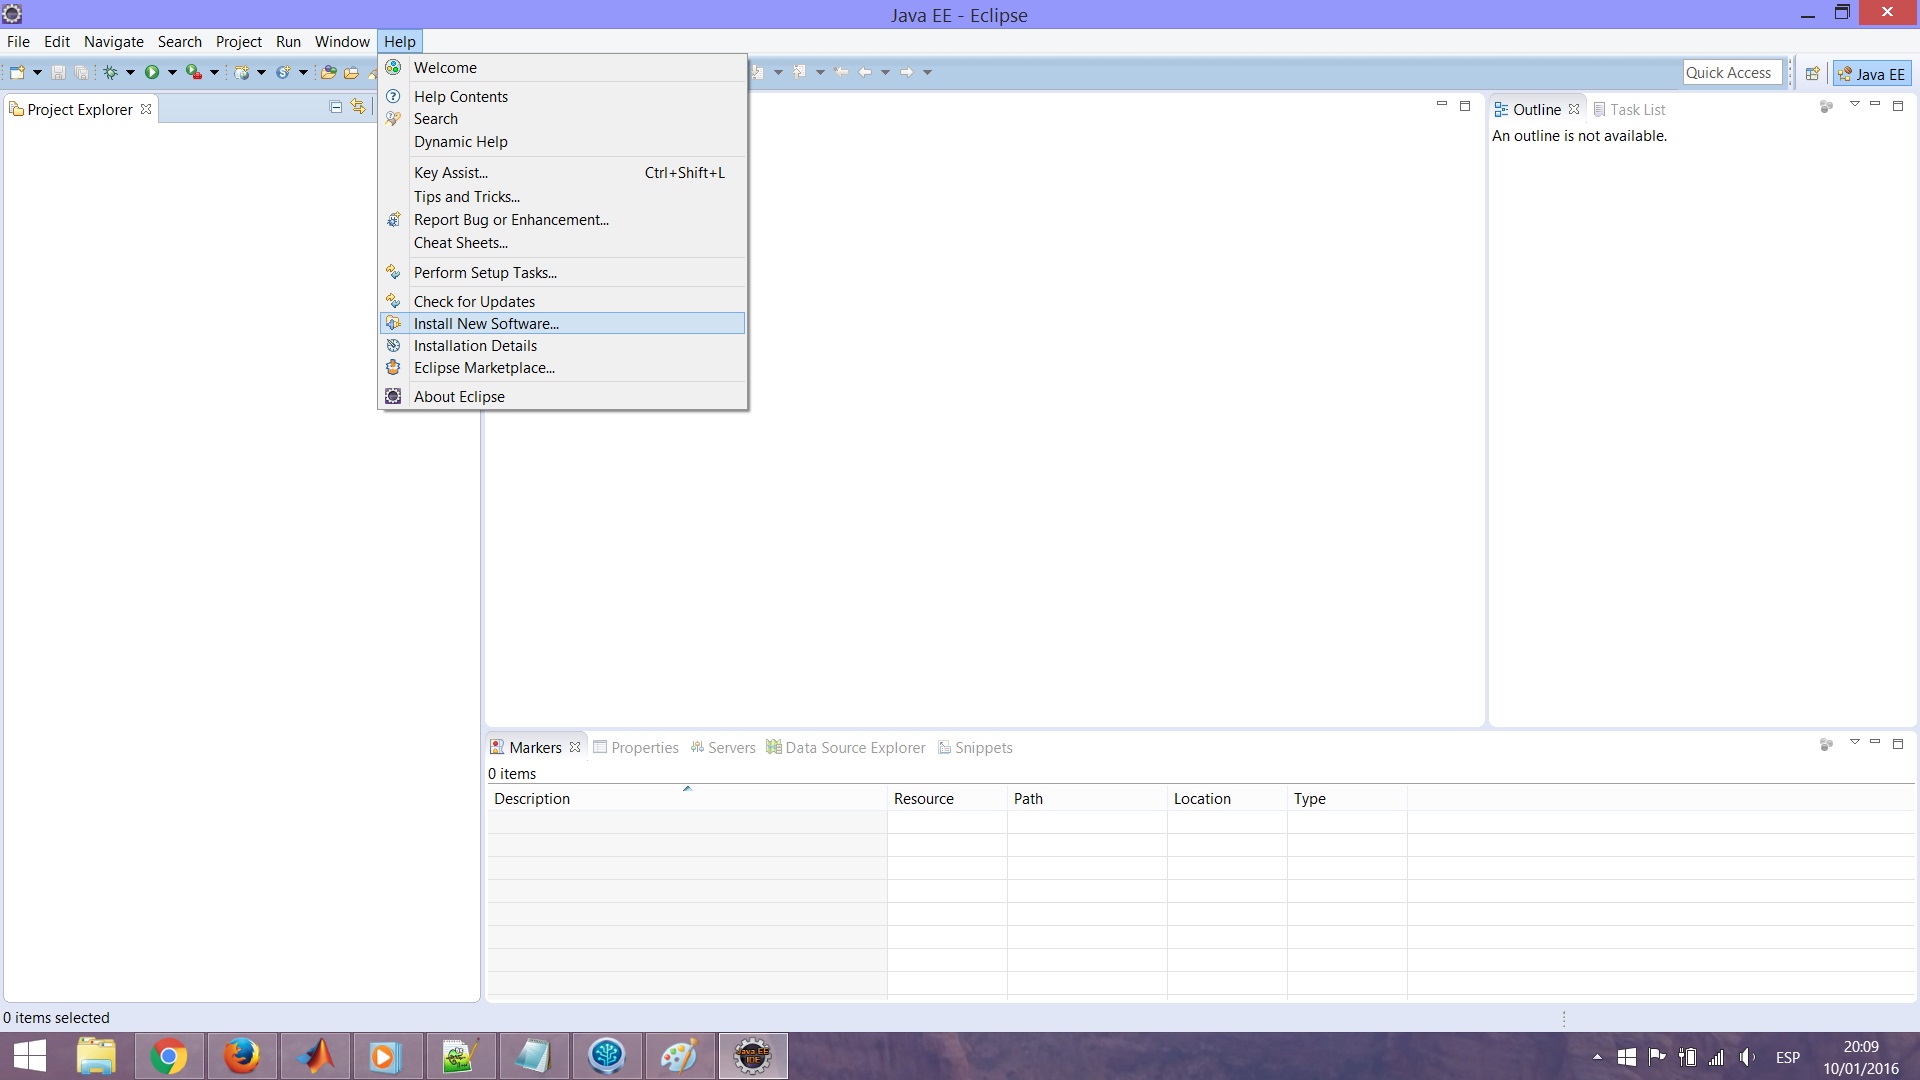 Java EE - Eclipse
File Edit Navigate Search Project Run Window Help
Quick Access
Java EE
Project Explorer
Welcome
Help Contents
Search
Dynamic Help
Key Assist... Ctrl+Shift+L
Tips and Tricks...
Report Bug or Enhancement...
Cheat Sheets...
Perform Setup Tasks...
Check for Updates
Install New Software...
Installation Details
Eclipse Marketplace...
About Eclipse
Outline Task List
An outline is not available.
Markers Properties Servers Data Source Explorer Snippets
0 items
Description Resource Path Location Type
0 items selected
Java EE
IDE
ESP
20:09
10/01/2016